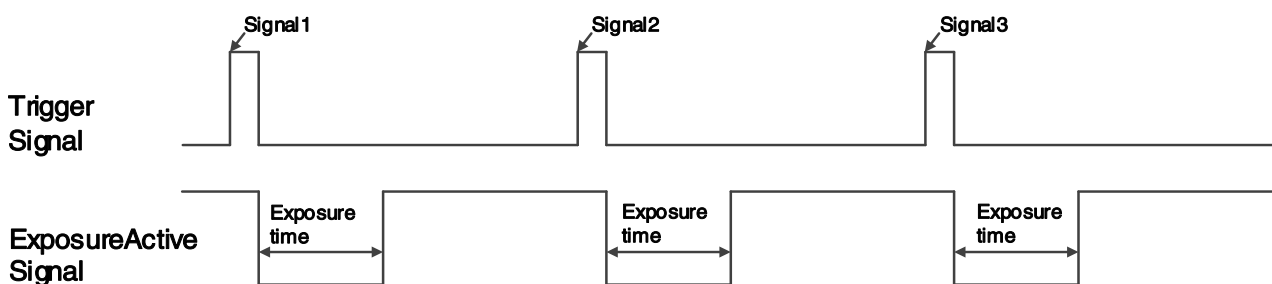 Signal1
Signal2
Signal3
Trigger
Signal
Exposure
time
Exposure
time
Exposure
time
ExposureActive
Signal